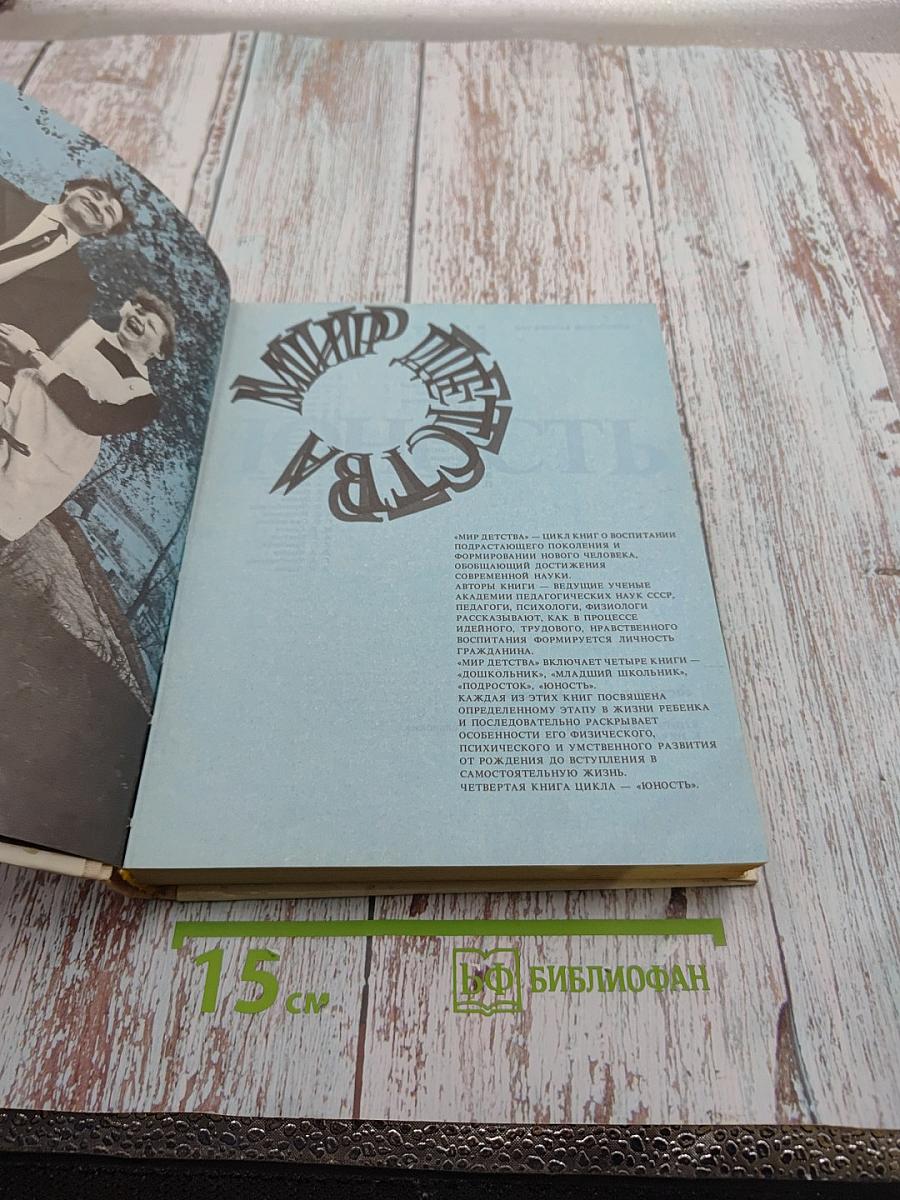 МИР ДЕТСТВА
«МИР ДЕТСТВА» — ЦИКЛ КНИГ О ВОСПИТАНИИ
ПОДРАСТАЮЩЕГО ПОКОЛЕНИЯ И
ФОРМИРОВАНИИ НОВОГО ЧЕЛОВЕКА,
ОБОБЩАЮЩИЙ ДОСТИЖЕНИЯ
СОВРЕМЕННОЙ НАУКИ.
АВТОРЫ КНИГИ — ВЕДУЩИЕ УЧЕНЫЕ
АКАДЕМИИ ПЕДАГОГИЧЕСКИХ НАУК СССР,
ПЕДАГОГИ, ПСИХОЛОГИ, ФИЗИОЛОГИ
РАССКАЗЫВАЮТ, КАК В ПРОЦЕССЕ
ИДЕЙНОГО, ТРУДОВОГО, НРАВСТВЕННОГО
ВОСПИТАНИЯ ФОРМИРУЕТСЯ ЛИЧНОСТЬ
ГРАЖДАНИНА.
«МИР ДЕТСТВА» ВКЛЮЧАЕТ ЧЕТЫРЕ КНИГИ —
«ДОШКОЛЬНИК», «МЛАДШИЙ ШКОЛЬНИК»,
«ПОДРОСТОК», «ЮНОСТЬ».
КАЖДАЯ ИЗ ЭТИХ КНИГ ПОСВЯЩЕНА
ОПРЕДЕЛЕННОМУ ЭТАПУ В ЖИЗНИ РЕБЕНКА
И ПОСЛЕДОВАТЕЛЬНО РАСКРЫВАЕТ
ОСОБЕННОСТИ ЕГО ФИЗИЧЕСКОГО,
ПСИХИЧЕСКОГО И УМСТВЕННОГО РАЗВИТИЯ
ОТ РОЖДЕНИЯ ДО ВСТУПЛЕНИЯ В
САМОСТОЯТЕЛЬНУЮ ЖИЗНЬ.
ЧЕТВЕРТАЯ КНИГА ЦИКЛА — «ЮНОСТЬ».
15 см
БФ БИБЛИОФАН